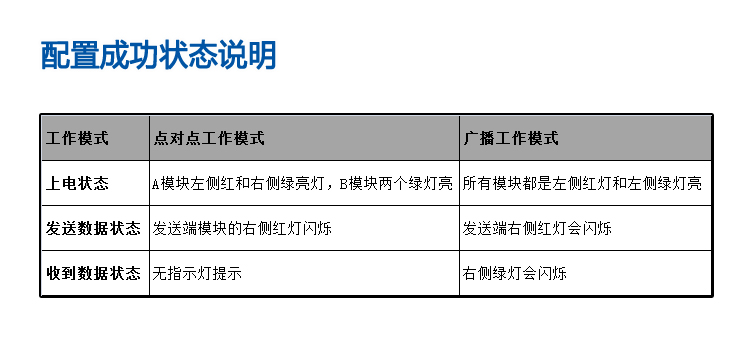 配置成功状态说明
工作模式 点对点工作模式 广播工作模式
上电状态 A模块左侧红和右侧绿亮灯，B模块两个绿灯亮 所有模块都是左侧红灯和左侧绿灯亮
发送数据状态 发送端模块的右侧红灯闪烁 发送端右侧红灯会闪烁
收到数据状态 无指示灯提示 右侧绿灯会闪烁